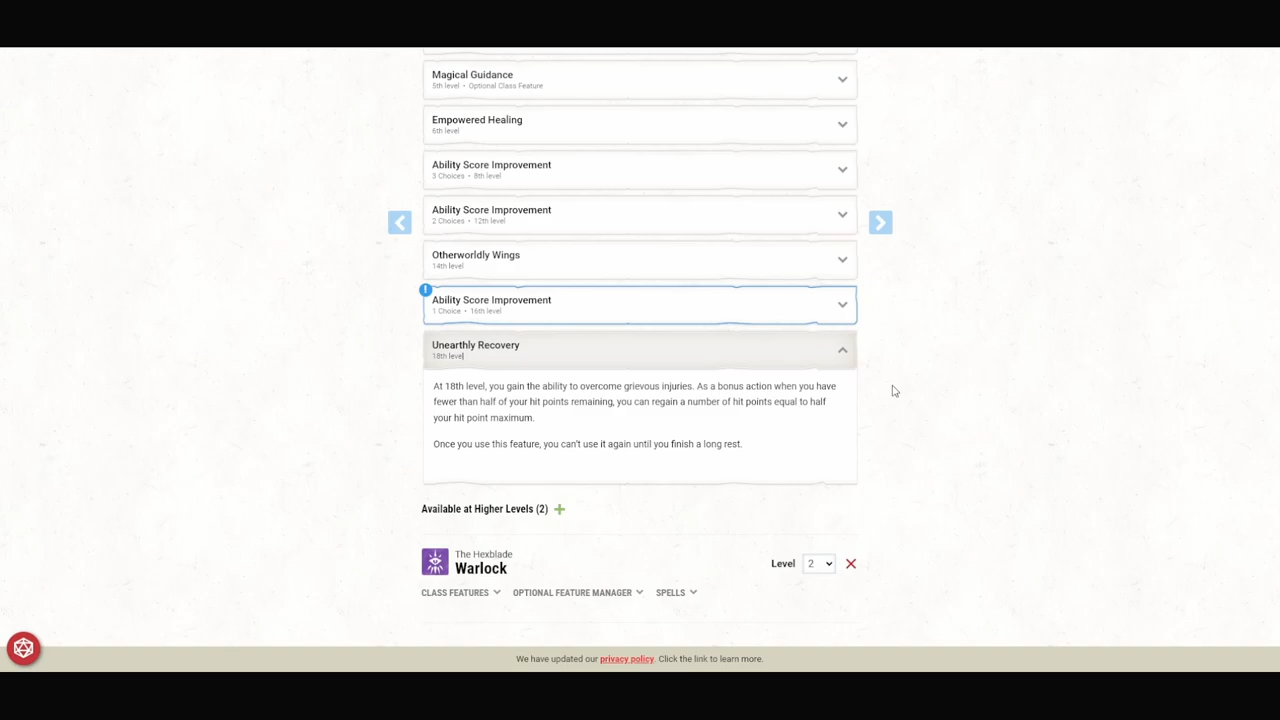 Magical Guidance
5th level • Optional Class Feature
Empowered Healing
6th level
Ability Score Improvement
3 Choices • 8th level
Ability Score Improvement
2 Choices • 12th level
Otherworldly Wings
14th level
!
Ability Score Improvement
1 Choice • 16th level
Unearthly Recovery
18th level
At 18th level, you gain the ability to overcome grievous injuries. As a bonus action when you have
fewer than half of your hit points remaining, you can regain a number of hit points equal to half
your hit point maximum.
Once you use this feature, you can't use it again until you finish a long rest.
Available at Higher Levels (2)
The Hexblade
Warlock
Level 2
CLASS FEATURES OPTIONAL FEATURE MANAGER SPELLS
We have updated our privacy policy. Click the link to learn more.